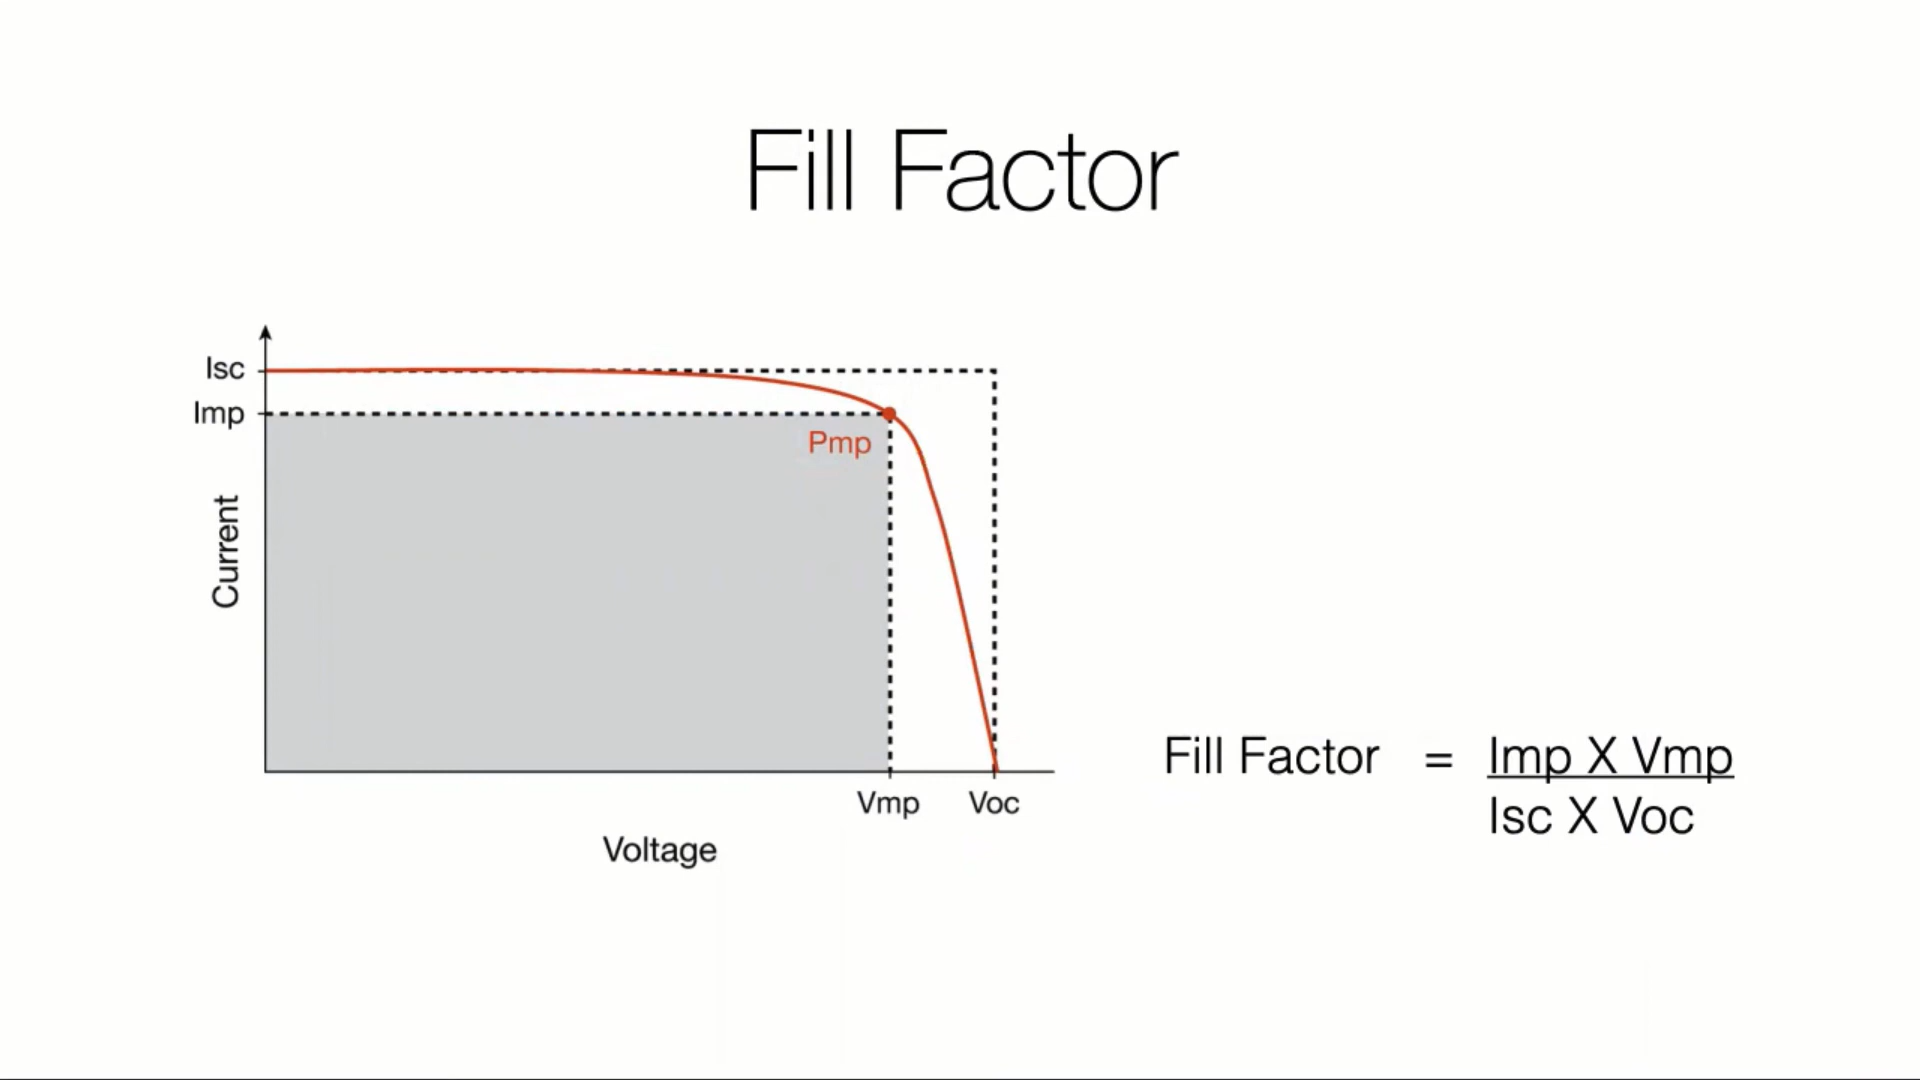 Fill Factor
Isc
Imp
Pmp
Current
Vmp
Voc
Voltage
Fill Factor = Imp X Vmp
Isc X Voc